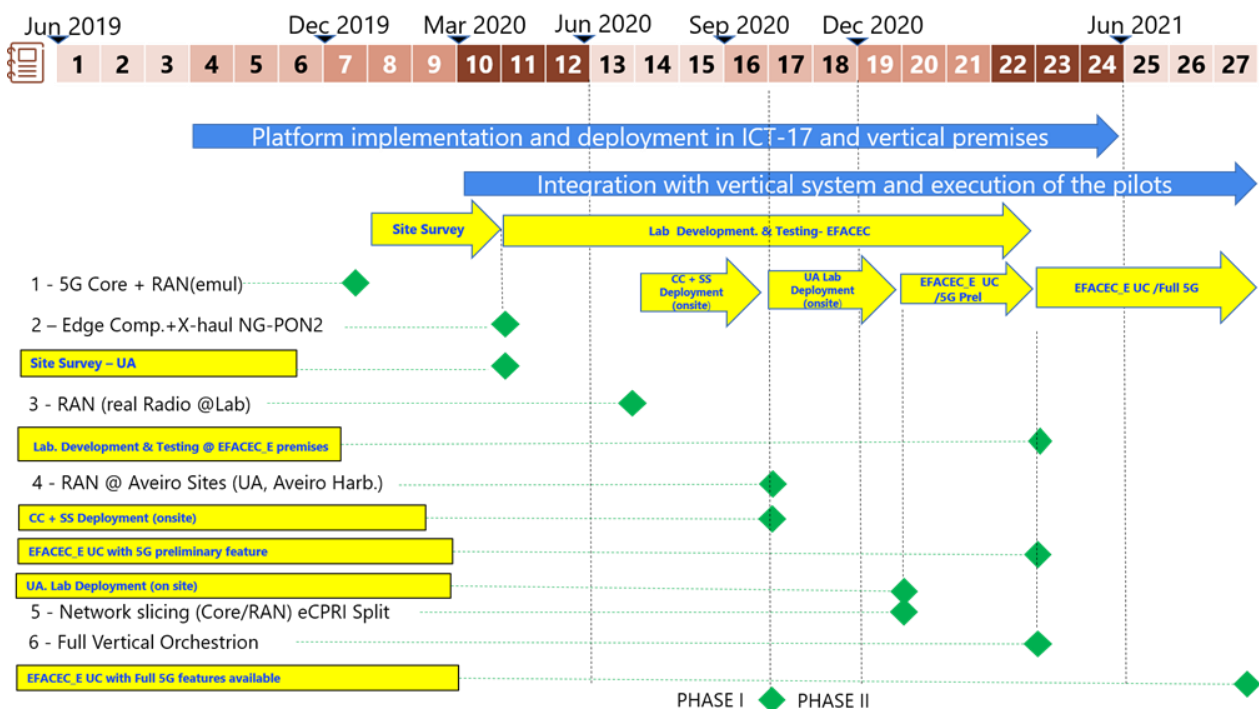 Jun 2019 Dec 2019 Mar 2020 Jun 2020 Sep 2020 Dec 2020 Jun 2021
1 2 3 4 5 6 7 8 9 10 11 12 13 14 15 16 17 18 19 20 21 22 23 24 25 26 27
Platform implementation and deployment in ICT-17 and vertical premises
Integration with vertical system and execution of the pilots
Site Survey
Lab Development. & Testing- EFACEC
1 - 5G Core + RAN(emul)
CC + SS
Deployment
(onsite)
UA Lab
Deployment
(onsite)
EFACEC_E UC
/5G Prel
EFACEC_E UC /Full 5G
2 – Edge Comp.+X-haul NG-PON2
Site Survey – UA
3 - RAN (real Radio @Lab)
Lab. Development & Testing @ EFACEC_E premises
4 - RAN @ Aveiro Sites (UA, Aveiro Harb.)
CC + SS Deployment (onsite)
EFACEC_E UC with 5G preliminary feature
UA. Lab Deployment (on site)
5 - Network slicing (Core/RAN) eCPRI Split
6 - Full Vertical Orchestrion
EFACEC_E UC with Full 5G features available
PHASE I PHASE II